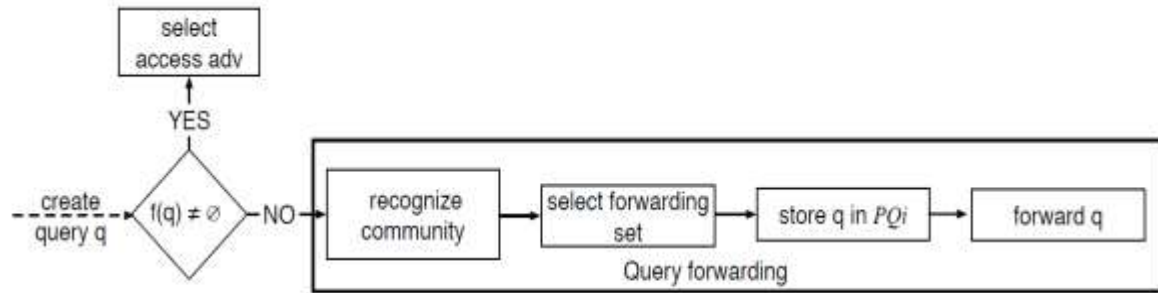 select
access adv
YES
create
query q
f(q) ≠ ∅
NO
recognize
community
select forwarding
set
store q in PQi
forward q
Query forwarding